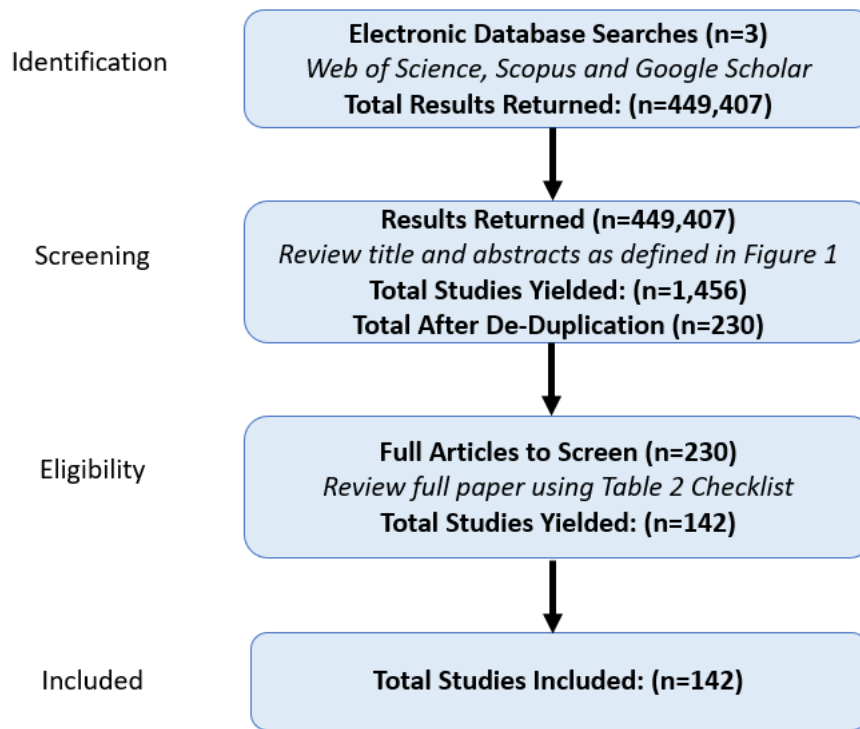 Identification
Electronic Database Searches (n=3)
Web of Science, Scopus and Google Scholar
Total Results Returned: (n=449,407)
Screening
Results Returned (n=449,407)
Review title and abstracts as defined in Figure 1
Total Studies Yielded: (n=1,456)
Total After De-Duplication (n=230)
Eligibility
Full Articles to Screen (n=230)
Review full paper using Table 2 Checklist
Total Studies Yielded: (n=142)
Included
Total Studies Included: (n=142)